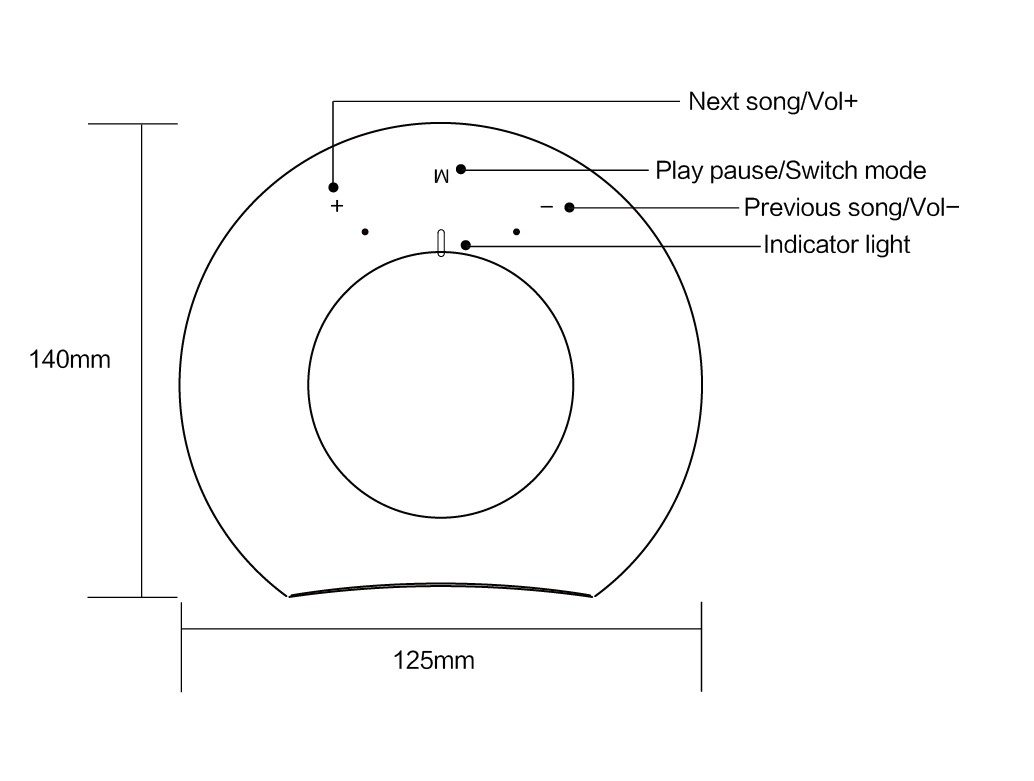 Next song/Vol+
M
Play pause/Switch mode
+
−
Previous song/Vol−
Indicator light
140mm
125mm